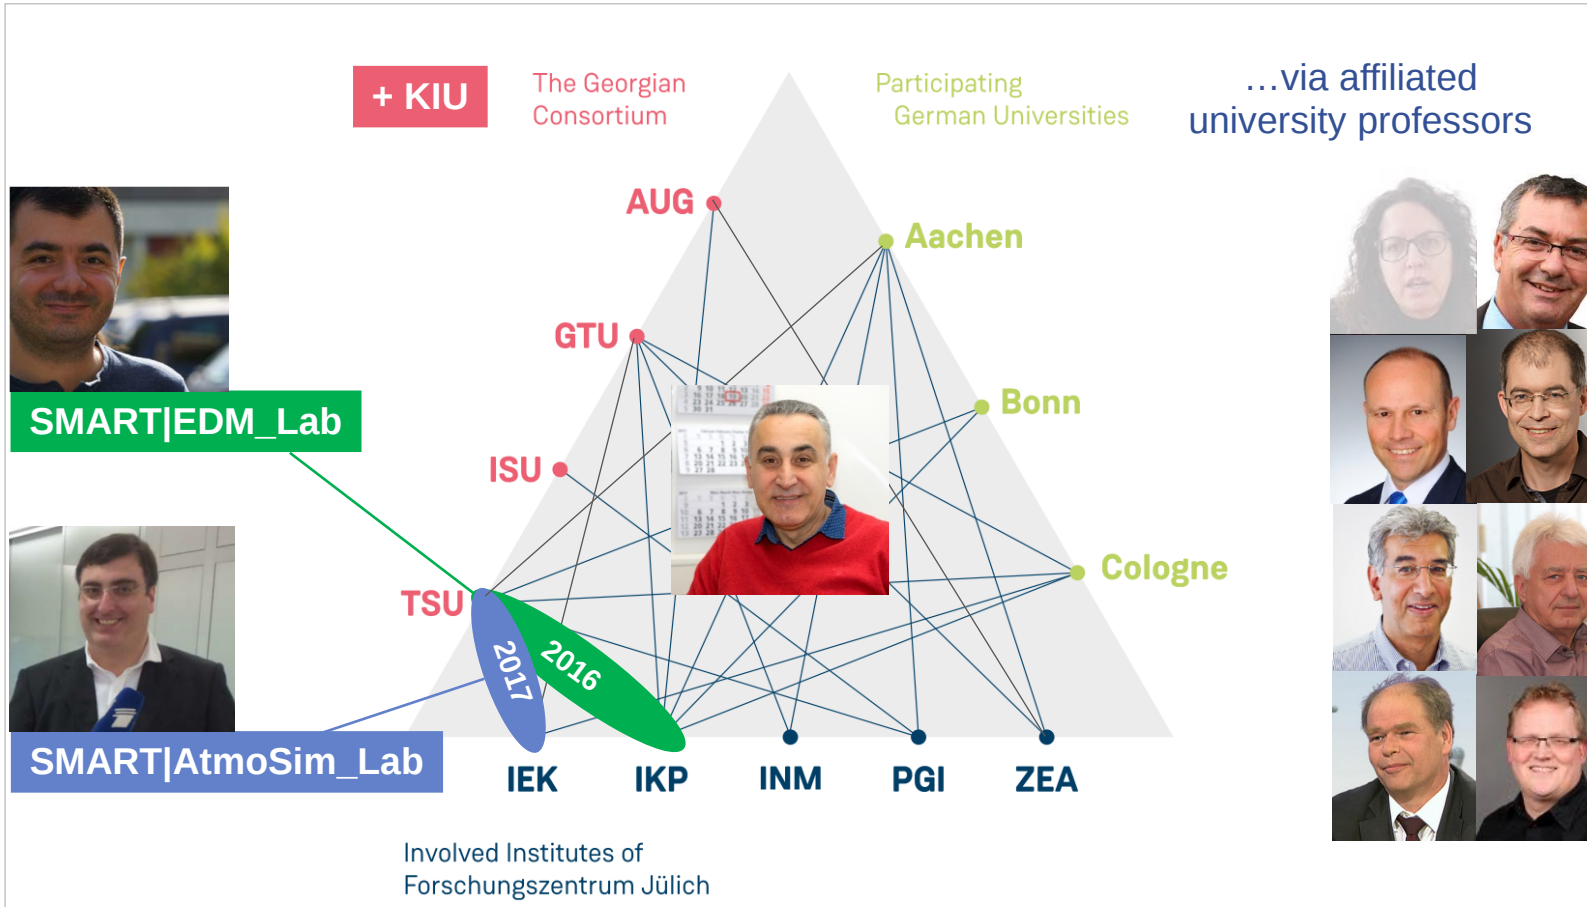 + KIU
The Georgian
Consortium
Participating
German Universities
…via affiliated
university professors
AUG
Aachen
GTU
Bonn
SMART|EDM_Lab
ISU
Cologne
TSU
2017
2016
SMART|AtmoSim_Lab
IEK
IKP
INM
PGI
ZEA
Involved Institutes of
Forschungszentrum Jülich